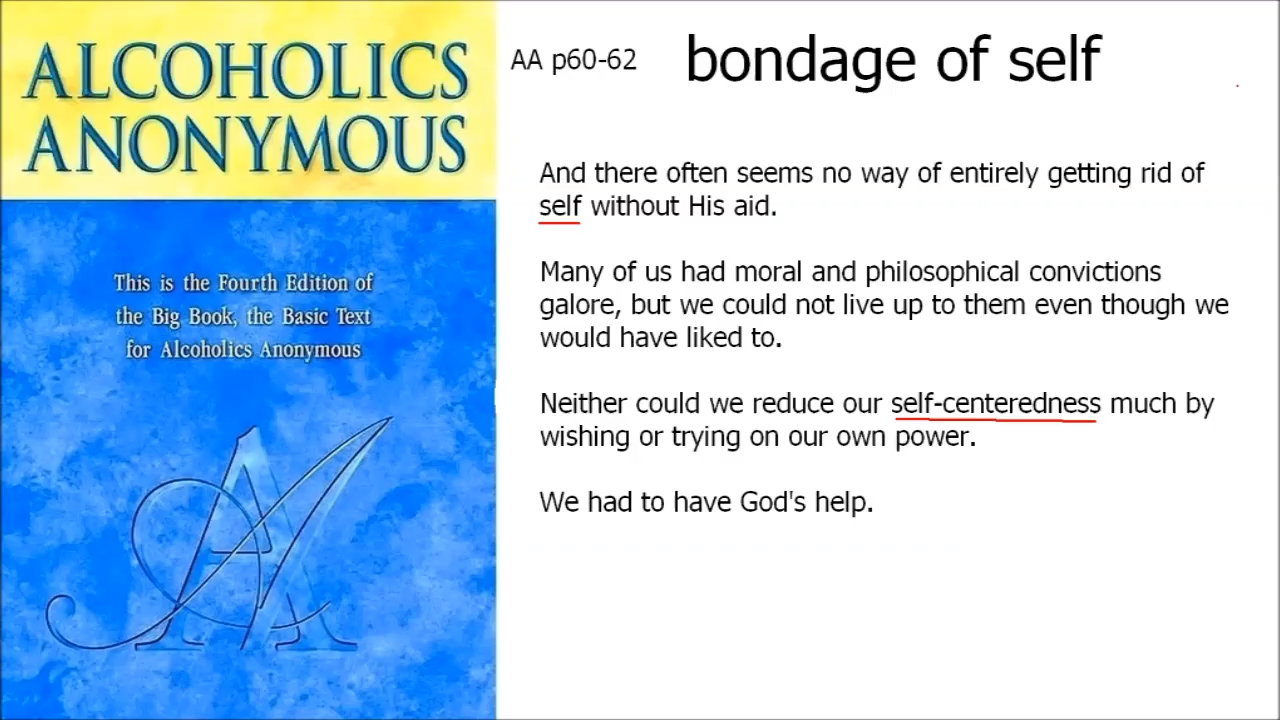 ALCOHOLICS
ANONYMOUS
This is the Fourth Edition of
the Big Book, the Basic Text
for Alcoholics Anonymous
AA
AA p60-62
bondage of self
And there often seems no way of entirely getting rid of
self without His aid.
Many of us had moral and philosophical convictions
galore, but we could not live up to them even though we
would have liked to.
Neither could we reduce our self-centeredness much by
wishing or trying on our own power.
We had to have God's help.